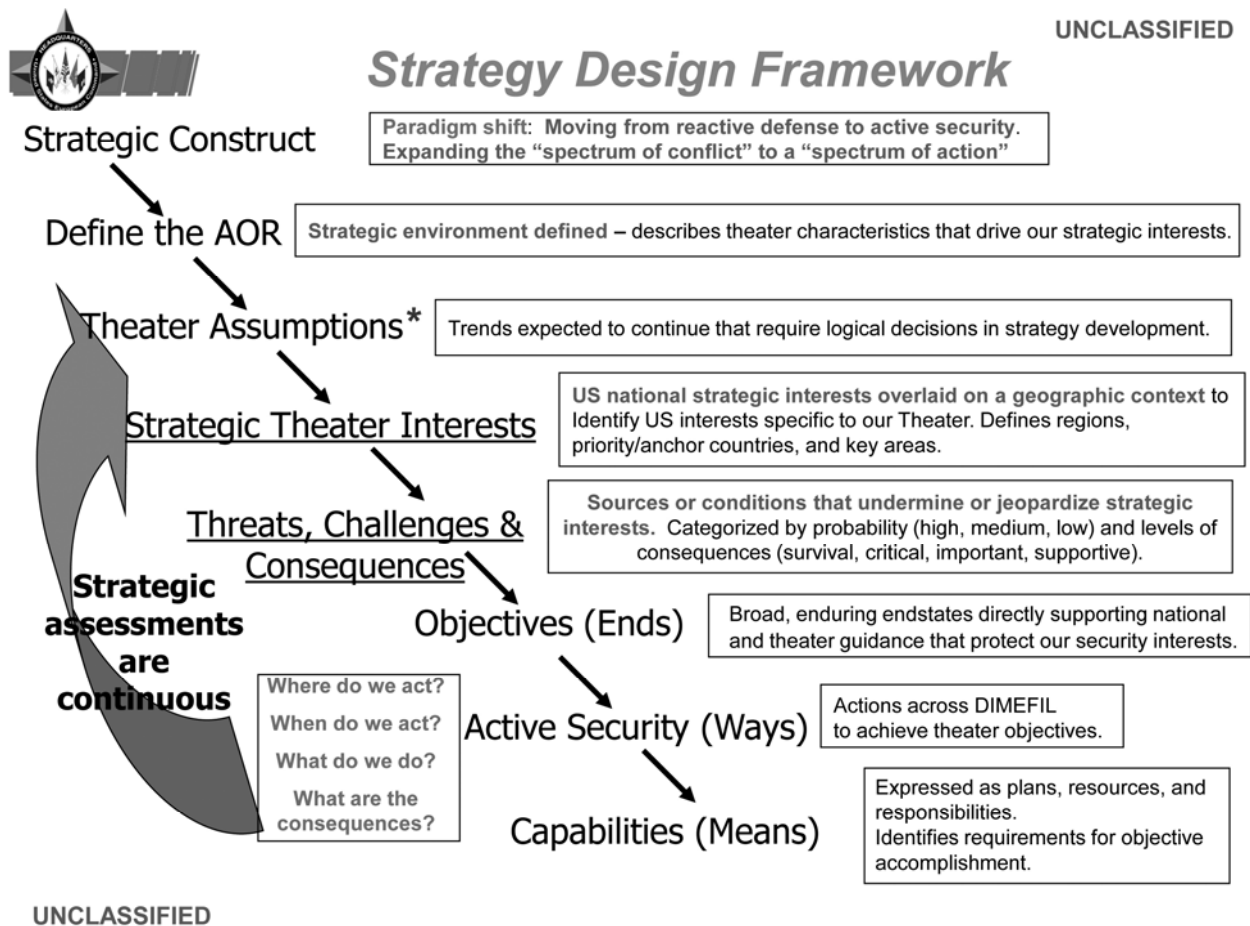 UNCLASSIFIED
HEADQUARTERS
Strategy Design Framework
Strategic Construct
Paradigm shift: Moving from reactive defense to active security.
Expanding the “spectrum of conflict” to a “spectrum of action”
Define the AOR
Strategic environment defined – describes theater characteristics that drive our strategic interests.
Theater Assumptions*
Trends expected to continue that require logical decisions in strategy development.
Strategic Theater Interests
US national strategic interests overlaid on a geographic context to
Identify US interests specific to our Theater. Defines regions,
priority/anchor countries, and key areas.
Threats, Challenges &
Consequences
Sources or conditions that undermine or jeopardize strategic
interests. Categorized by probability (high, medium, low) and levels of
consequences (survival, critical, important, supportive).
Strategic
assessments
are
continuous
Objectives (Ends)
Broad, enduring endstates directly supporting national
and theater guidance that protect our security interests.
Where do we act?
When do we act?
What do we do?
What are the
consequences?
Active Security (Ways)
Actions across DIMEFIL
to achieve theater objectives.
Capabilities (Means)
Expressed as plans, resources, and
responsibilities.
Identifies requirements for objective
accomplishment.
UNCLASSIFIED